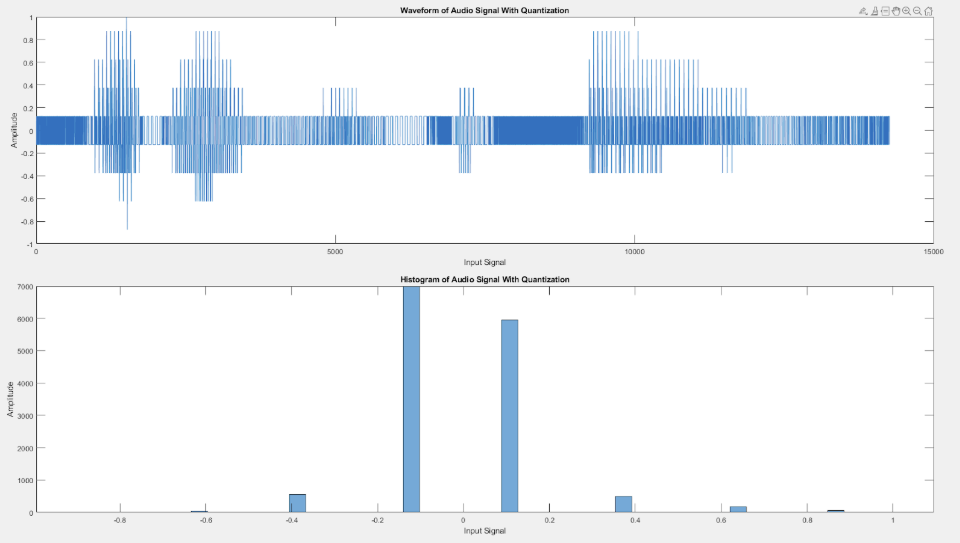 Waveform of Audio Signal With Quantization
1
0.8
0.6
0.4
0.2
0
-0.2
-0.4
-0.6
-0.8
-1
Amplitude
0 5000 10000 15000
Input Signal
Histogram of Audio Signal With Quantization
7000
6000
5000
4000
3000
2000
1000
0
Amplitude
-0.8 -0.6 -0.4 -0.2 0 0.2 0.4 0.6 0.8 1
Input Signal